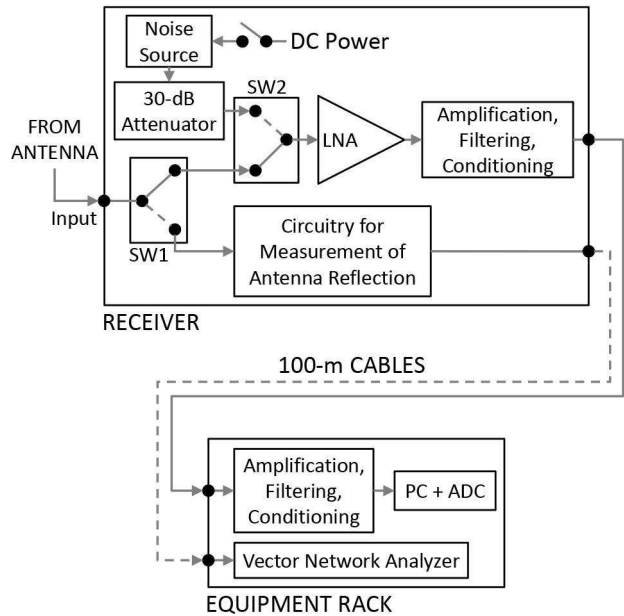 Noise
Source
DC Power
30-dB
Attenuator
SW2
FROM
ANTENNA
LNA
Amplification,
Filtering,
Conditioning
Input
SW1
Circuitry for
Measurement of
Antenna Reflection
RECEIVER
100-m CABLES
Amplification,
Filtering,
Conditioning
PC + ADC
Vector Network Analyzer
EQUIPMENT RACK